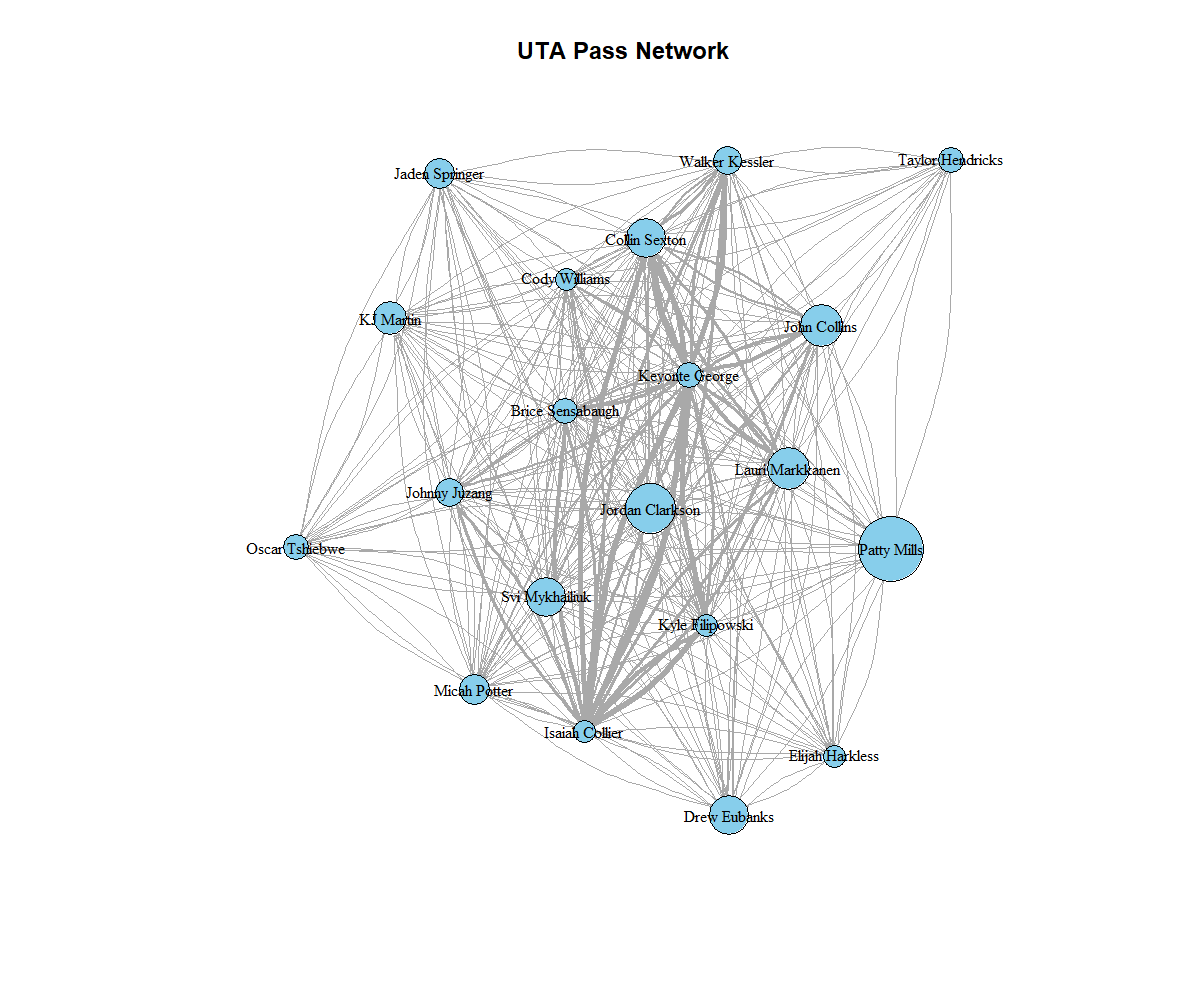 UTA Pass Network
Walker Kessler
Taylor Hendricks
Jaden Springer
Collin Sexton
Cody Williams
KJ Martin
John Collins
Keyonte George
Brice Sensabaugh
Lauri Markkanen
Johnny Juzang
Jordan Clarkson
Oscar Tshiebwe
Patty Mills
Svi Mykhailiuk
Kyle Filipowski
Micah Potter
Isaiah Collier
Elijah Harkless
Drew Eubanks